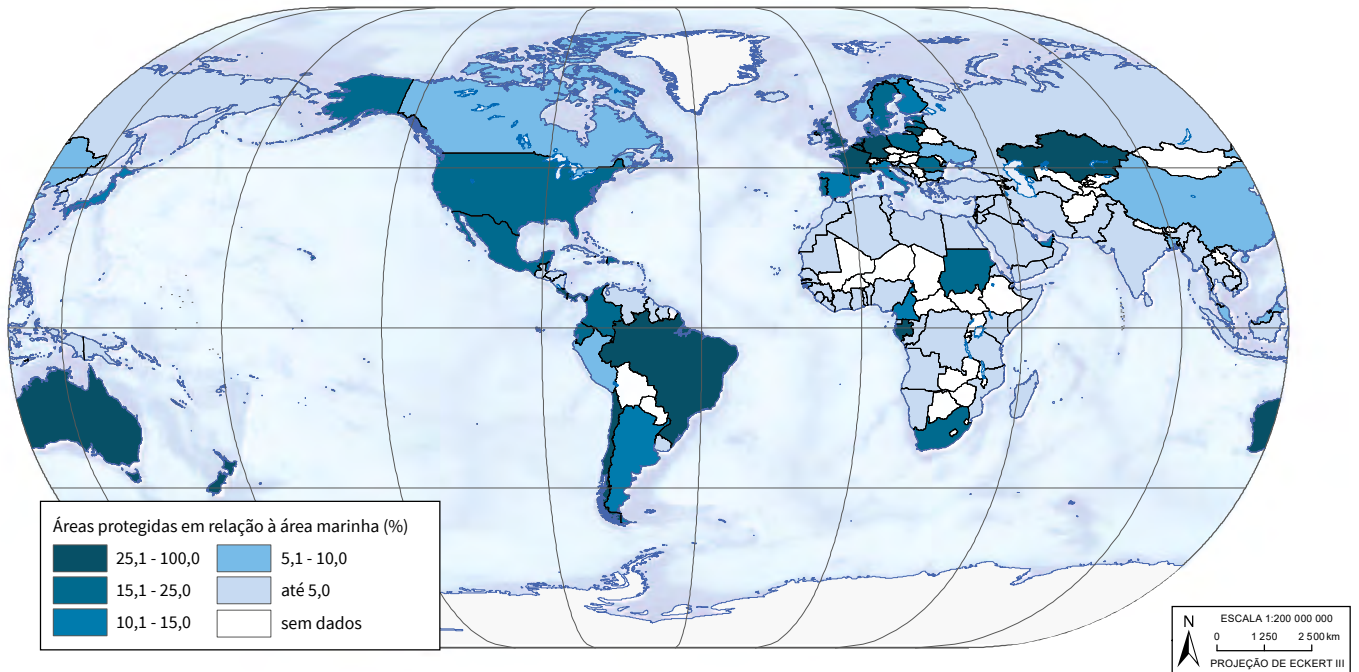 Áreas protegidas em relação à área marinha (%)
25,1 - 100,0
15,1 - 25,0
10,1 - 15,0
5,1 - 10,0
até 5,0
sem dados
N
ESCALA 1:200 000 000
0 1 250 2 500 km
PROJEÇÃO DE ECKERT III